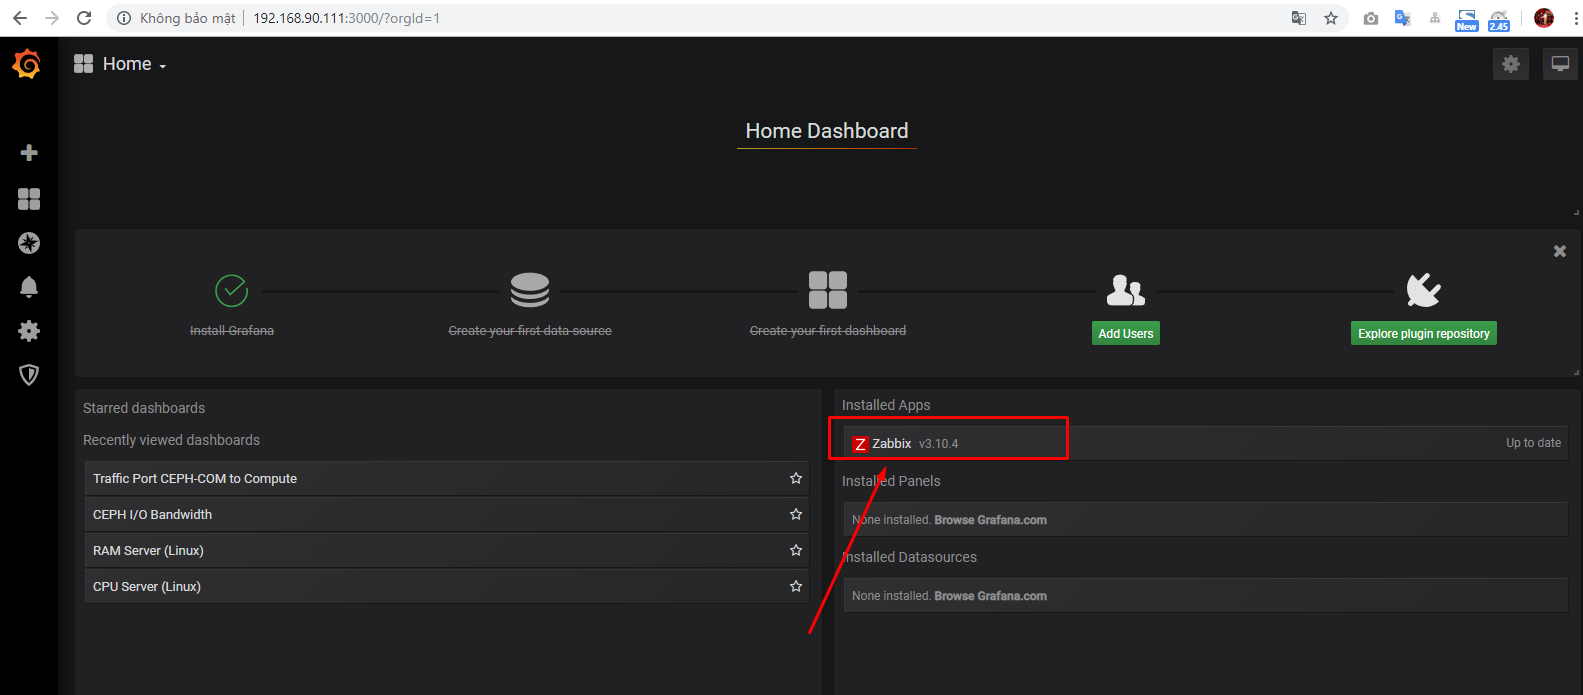 Không bảo mật 192.168.90.111:3000/?orgId=1
New 2.45
Home
Home Dashboard
Install Grafana
Create your first data source
Create your first dashboard
Add Users
Explore plugin repository
Starred dashboards
Recently viewed dashboards
Traffic Port CEPH-COM to Compute
CEPH I/O Bandwidth
RAM Server (Linux)
CPU Server (Linux)
Installed Apps
Z Zabbix v3.10.4 Up to date
Installed Panels
None installed. Browse Grafana.com
Installed Datasources
None installed. Browse Grafana.com